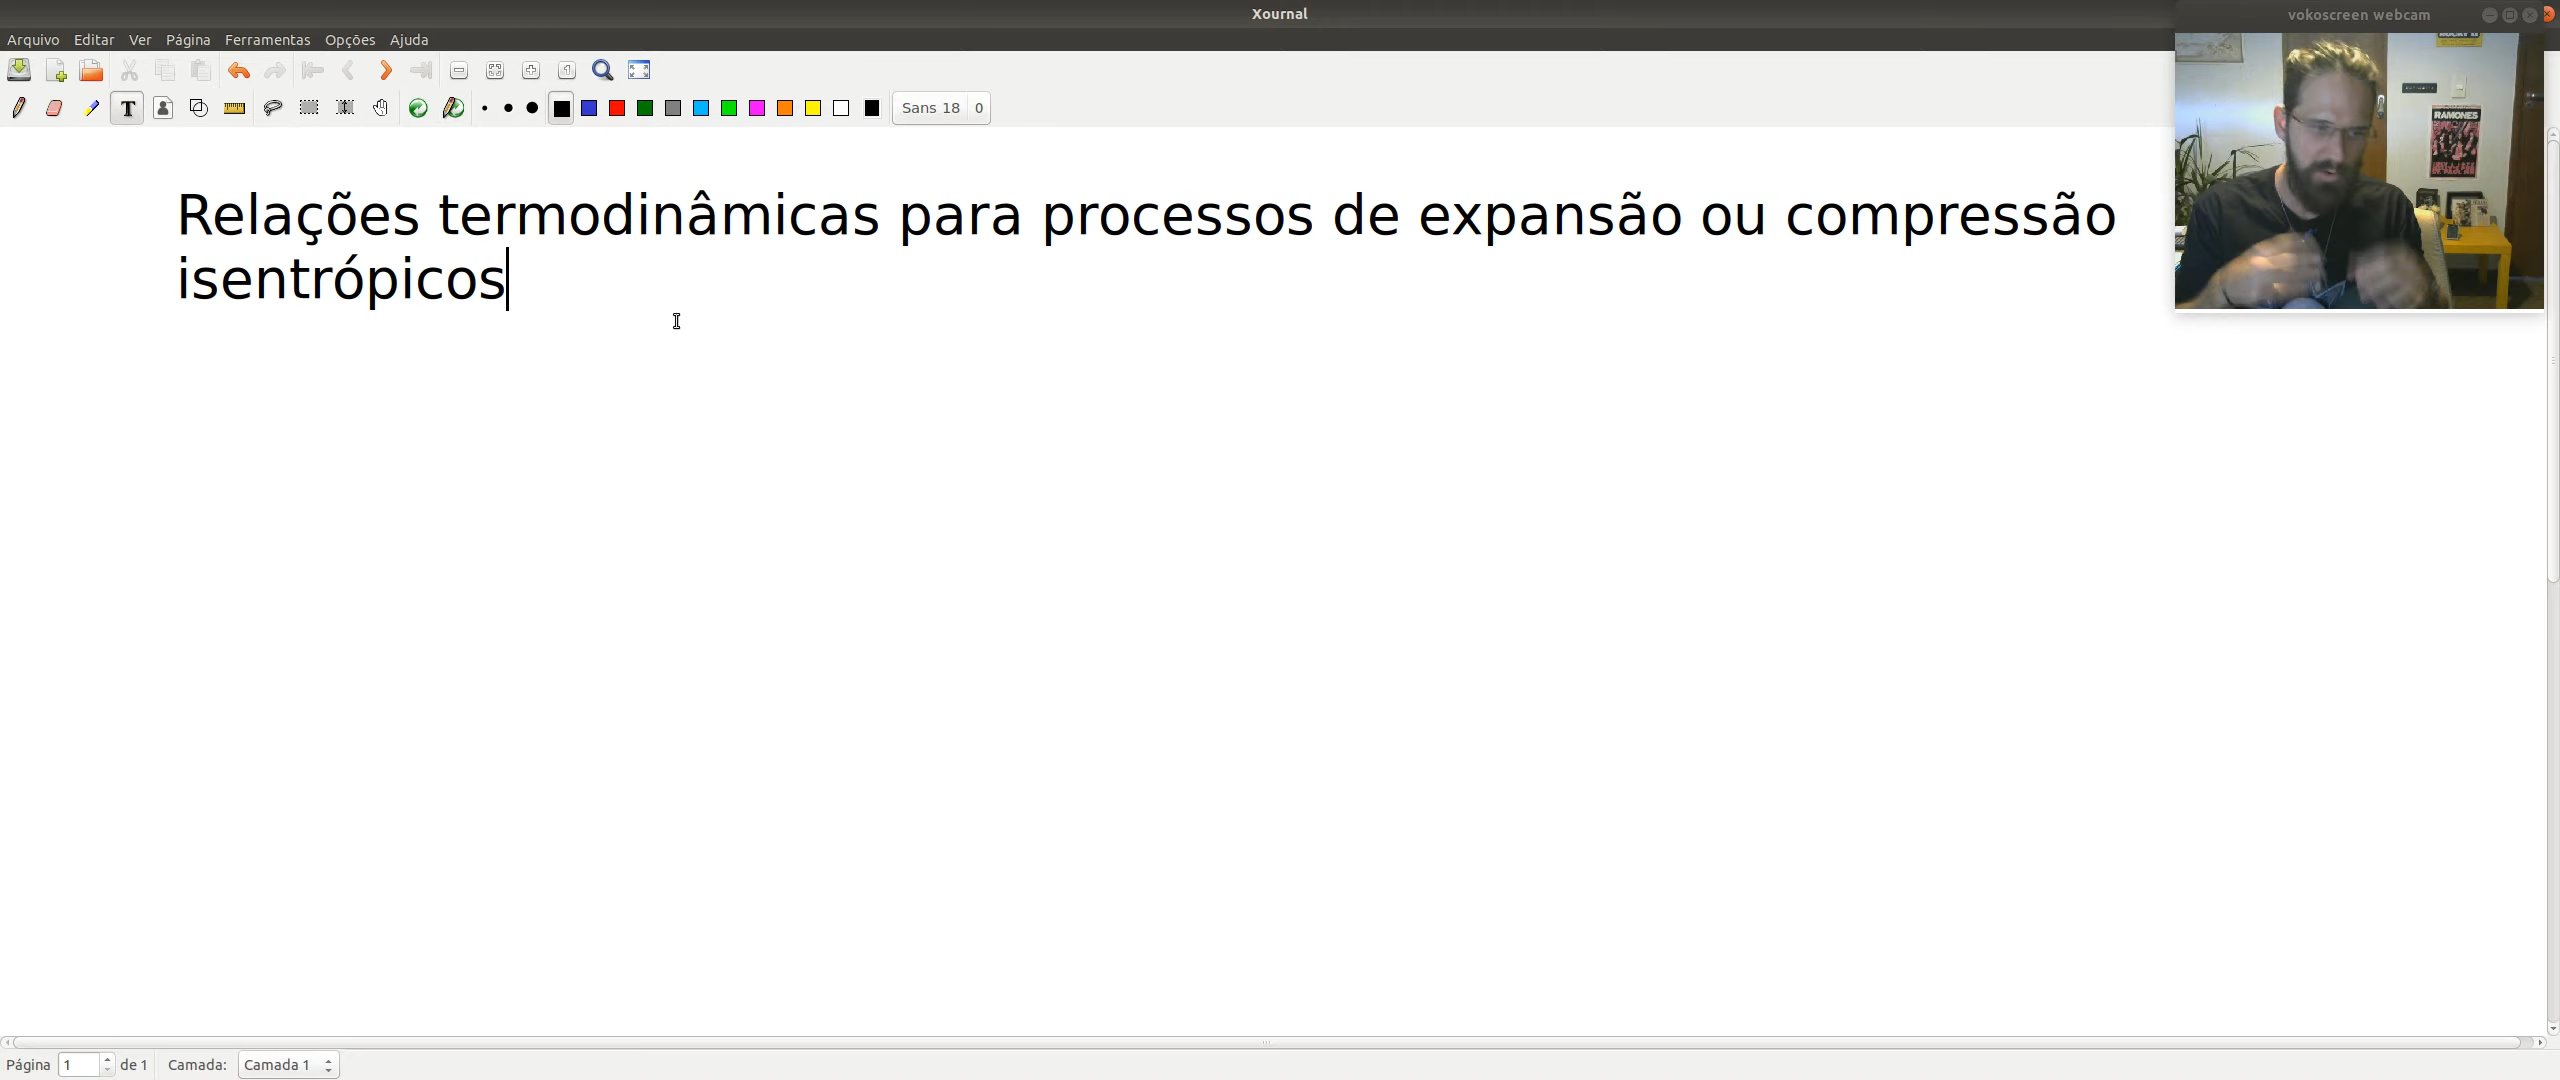 Xournal
vokoscreen webcam
Arquivo Editar Ver Página Ferramentas Opções Ajuda
T
Sans 18 0
RAMONES
Relações termodinâmicas para processos de expansão ou compressão
isentrópicos
Página 1 de 1 Camada: Camada 1